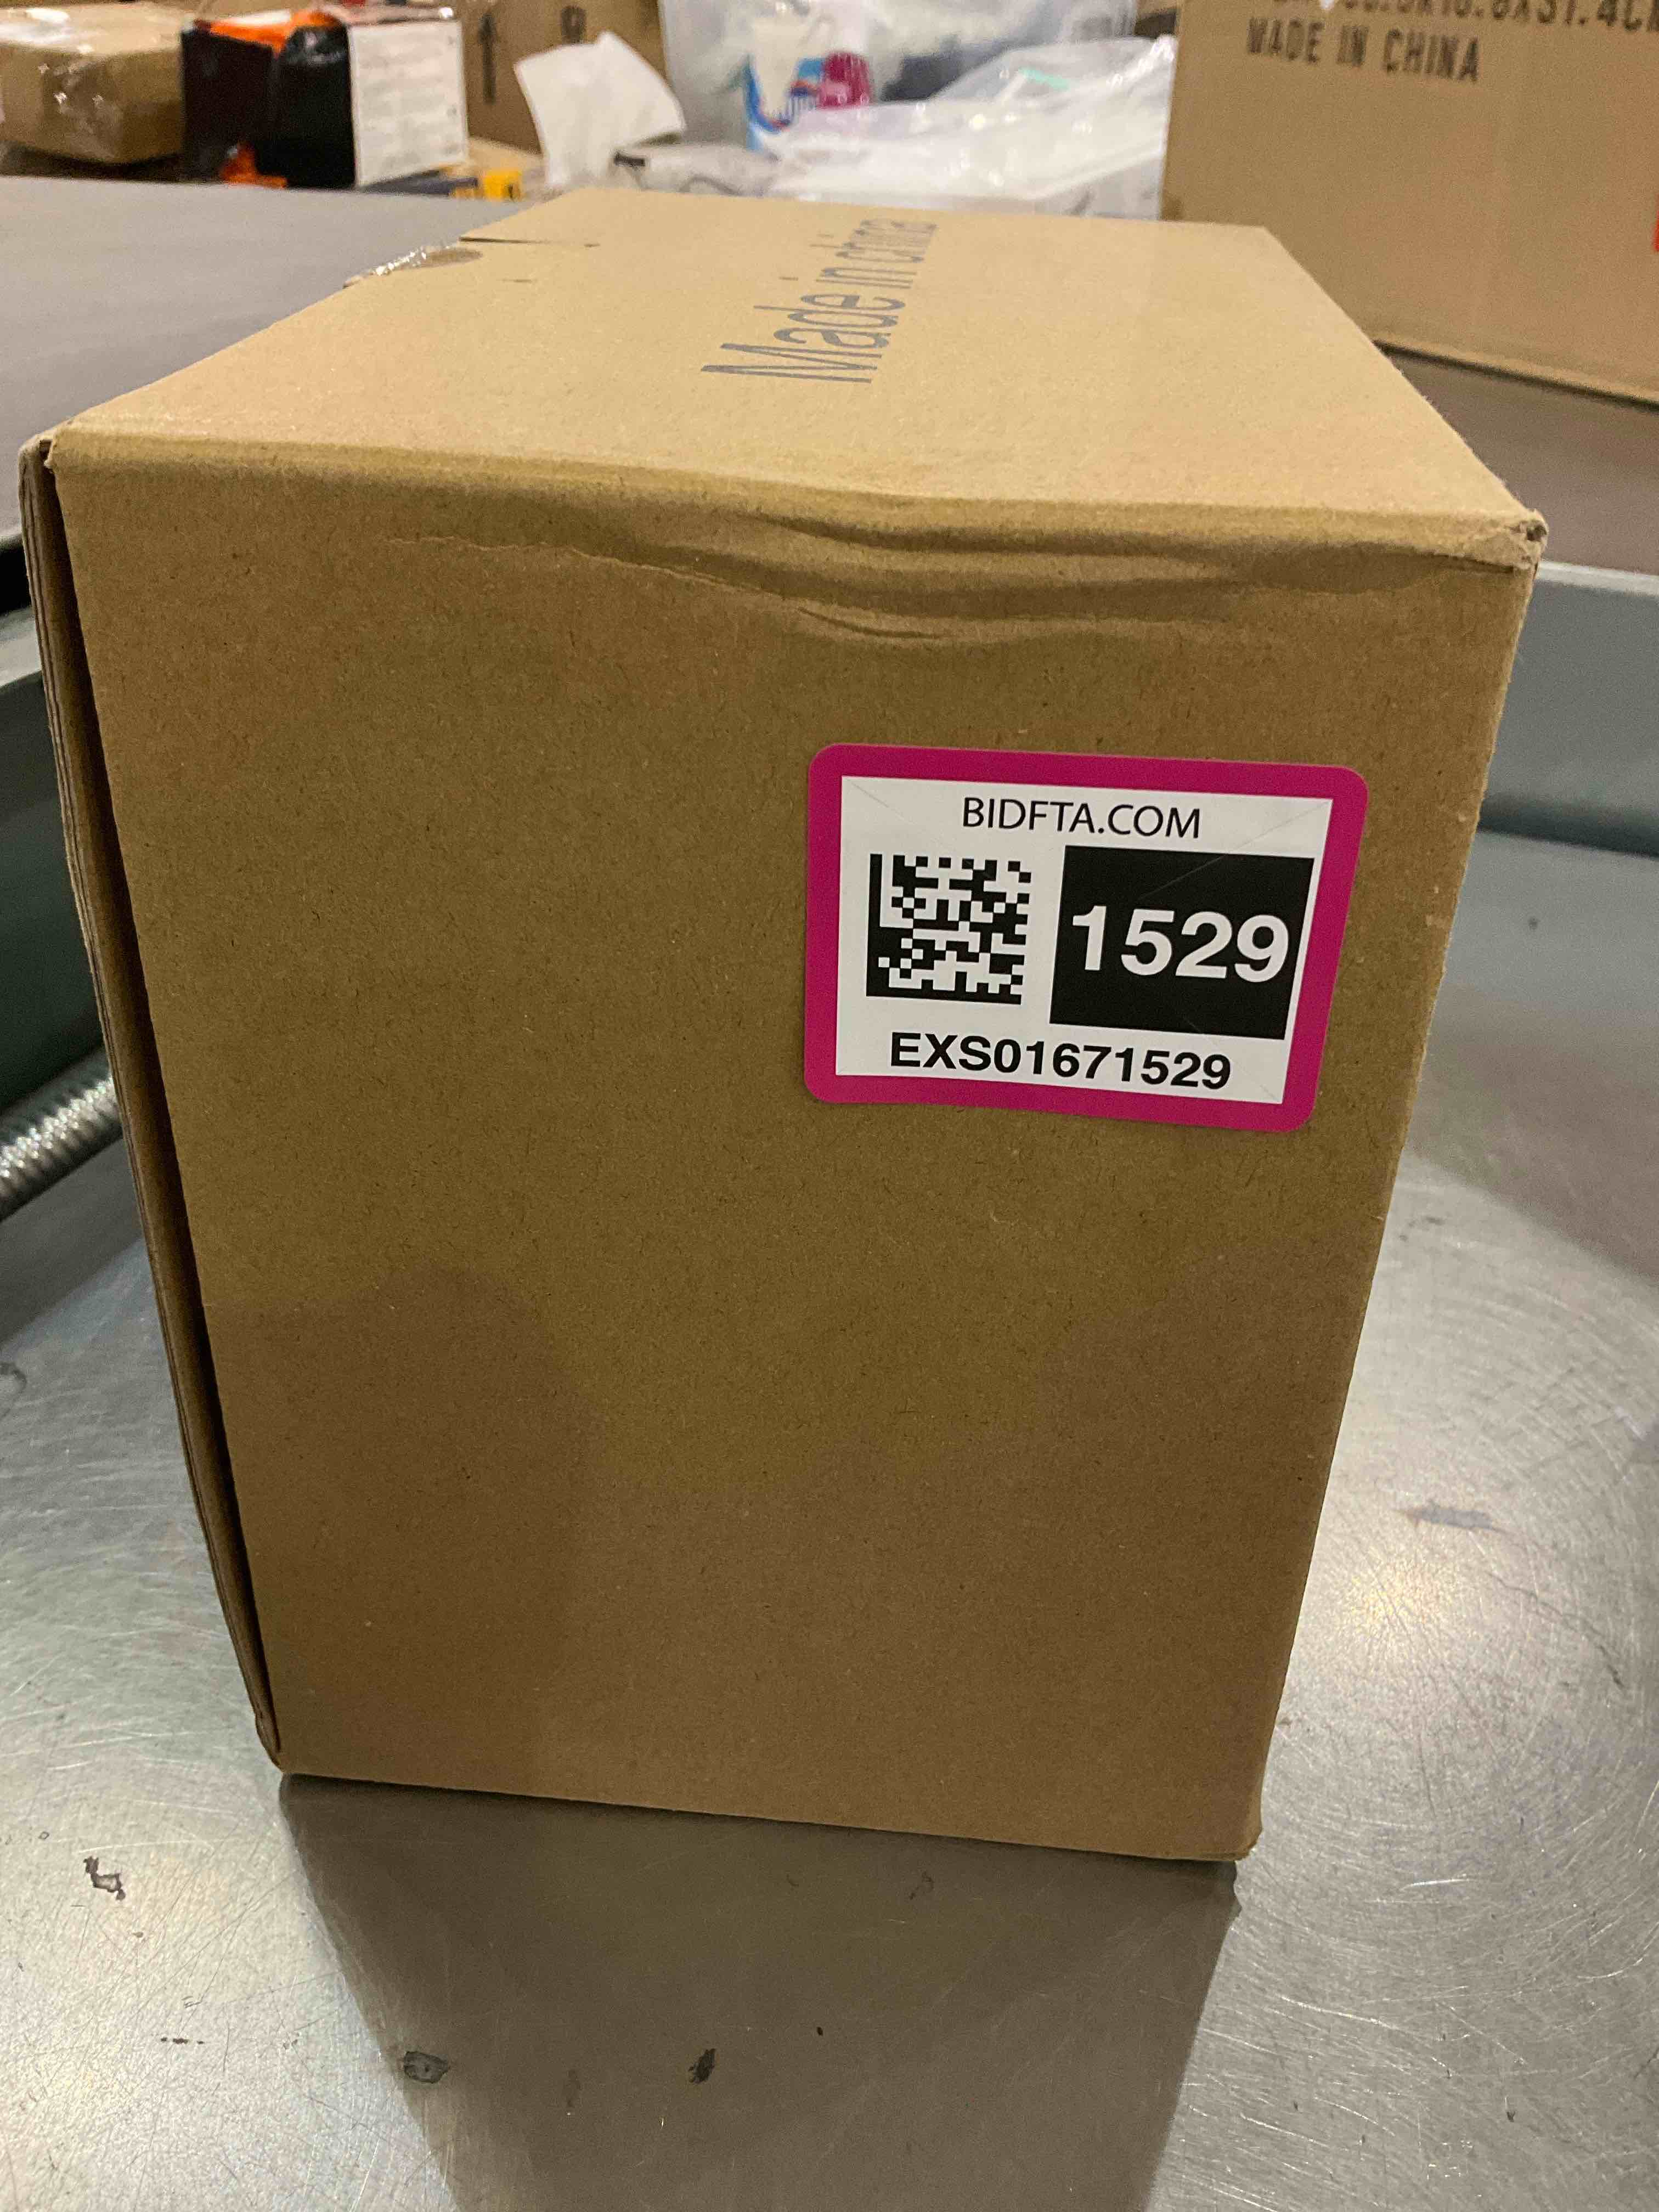 MADE IN CHINA
Made in china
BIDFTA.COM
1529
EXS01671529